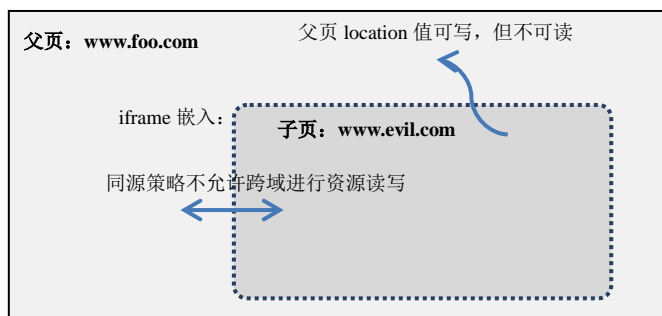 父页：www.foo.com
父页 location 值可写，但不可读
iframe 嵌入：
子页：www.evil.com
同源策略不允许跨域进行资源读写